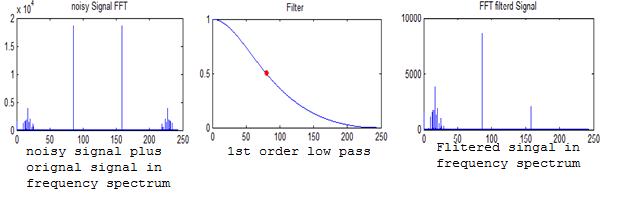 noisy Signal FFT
x 10^4
2
1.5
1
0.5
0
0 50 100 150 200 250
noisy signal plus
orignal signal in
frequency spectrum
Filter
1
0.5
0
0 50 100 150 200 250
1st order low pass
FFT filterd Signal
10000
5000
0
0 50 100 150 200 250
Filtered singal in
frequency spectrum